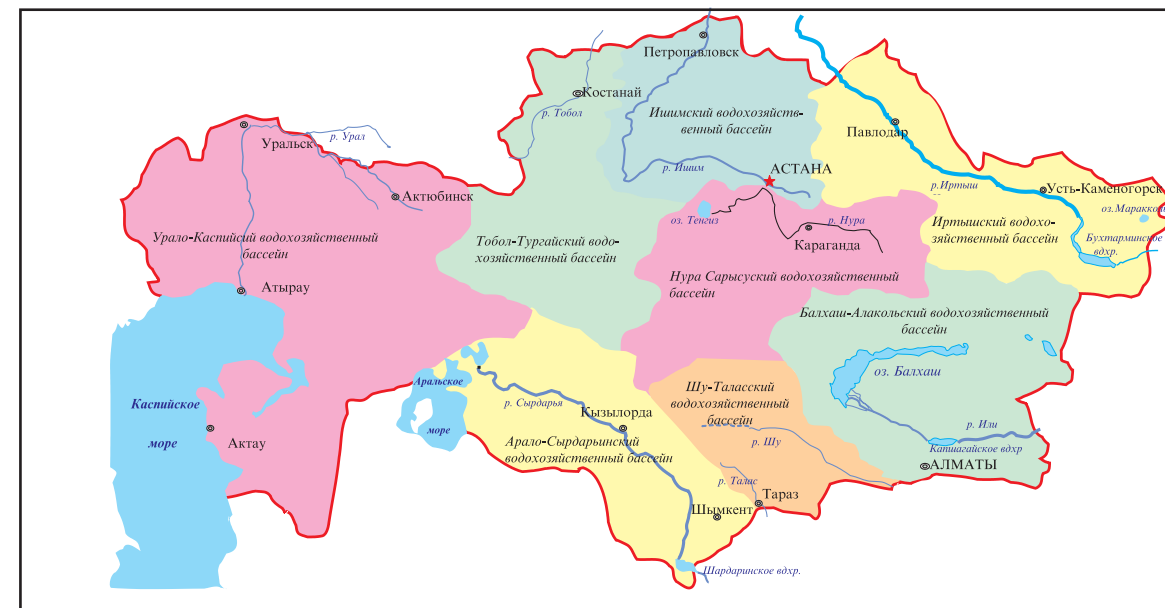 Петропавловск
Костанай
р. Тобол
Ишимский водохозяйств-
венный бассейн
Павлодар
р. Урал
Уральск
Актюбинск
р. Ишим
АСТАНА
р.Иртыш
Усть-Каменогорск
оз.Мараккол
оз. Тенгиз
р. Нура
Караганда
Иртышский водохо-
зяйственный бассейн
Бухтарминское
вдхр.
Урало-Каспийсий водохозяйственный
бассейн
Тобол-Тургайский водо-
хозяйственный бассейн
Нура Сарысуский водохозяйственный
бассейн
Атырау
Балхаш-Алакольский водохозяйственный
бассейн
оз. Балхаш
Аральское
море
Шу-Таласский
водохозяйственный
бассейн
Каспийское
море
р. Сырдарья
Кызылорда
Актау
Арало-Сырдарьинский
водохозяйственный бассейн
р. Шу
р. Или
Капшагайское вдхр
АЛМАТЫ
р. Талас
Тараз
Шымкент
Шардаринское вдхр.